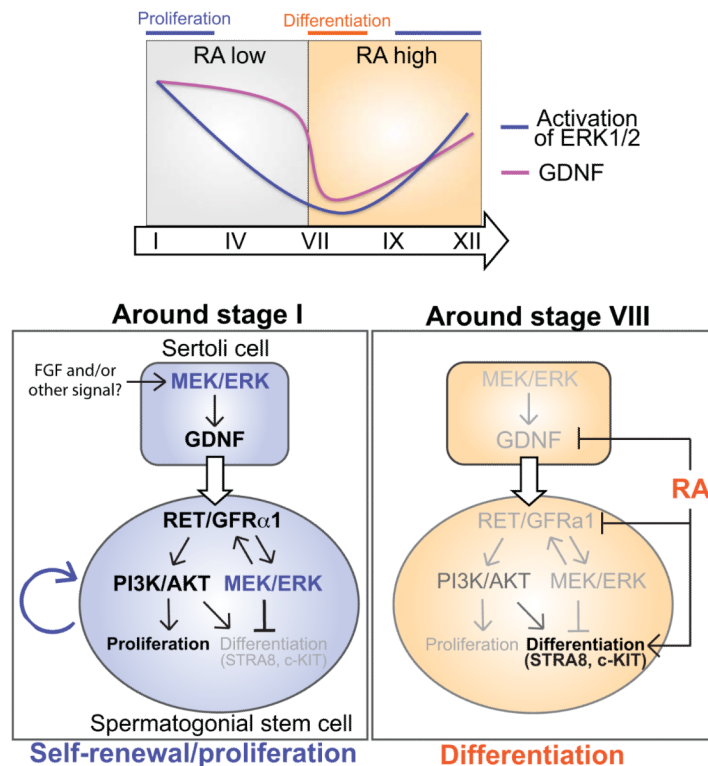 Proliferation
Differentiation
RA low
RA high
Activation
of ERK1/2
GDNF
I
IV
VII
IX
XII
Around stage I
Sertoli cell
FGF and/or
other signal?
MEK/ERK
GDNF
RET/GFRα1
PI3K/AKT
MEK/ERK
Proliferation
Differentiation
(STRA8, c-KIT)
Spermatogonial stem cell
Self-renewal/proliferation
Around stage VIII
MEK/ERK
GDNF
RA
RET/GFRa1
PI3K/AKT
MEK/ERK
Proliferation
Differentiation
(STRA8, c-KIT)
Differentiation